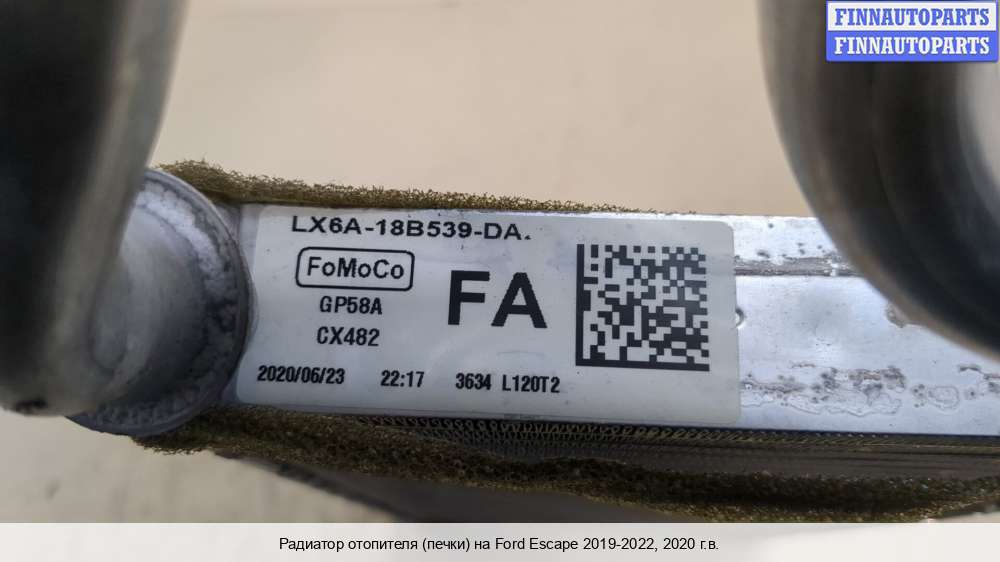 FINNAUTOPARTS
FINNAUTOPARTS
LX6A-18B539-DA.
FoMoCo
FA
GP58A
CX482
2020/06/23 22:17 3634 L120T2
Радиатор отопителя (печки) на Ford Escape 2019-2022, 2020 г.в.